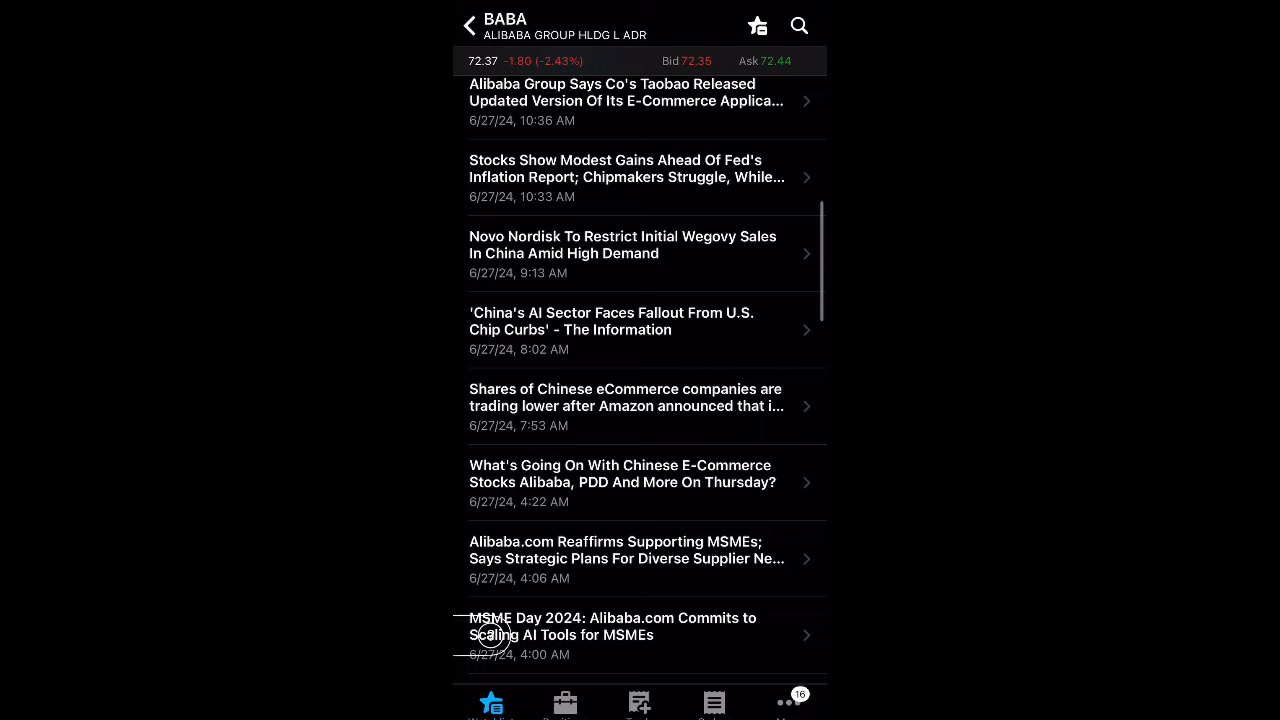 BABA
ALIBABA GROUP HLDG L ADR
72.37 -1.80 (-2.43%) Bid 72.35 Ask 72.44
Alibaba Group Says Co's Taobao Released
Updated Version Of Its E-Commerce Applica...
6/27/24, 10:36 AM
Stocks Show Modest Gains Ahead Of Fed's
Inflation Report; Chipmakers Struggle, While...
6/27/24, 10:33 AM
Novo Nordisk To Restrict Initial Wegovy Sales
In China Amid High Demand
6/27/24, 9:13 AM
'China's AI Sector Faces Fallout From U.S.
Chip Curbs' - The Information
6/27/24, 8:02 AM
Shares of Chinese eCommerce companies are
trading lower after Amazon announced that i...
6/27/24, 7:53 AM
What's Going On With Chinese E-Commerce
Stocks Alibaba, PDD And More On Thursday?
6/27/24, 4:22 AM
Alibaba.com Reaffirms Supporting MSMEs;
Says Strategic Plans For Diverse Supplier Ne...
6/27/24, 4:06 AM
MSME Day 2024: Alibaba.com Commits to
Scaling AI Tools for MSMEs
6/27/24, 4:00 AM
16